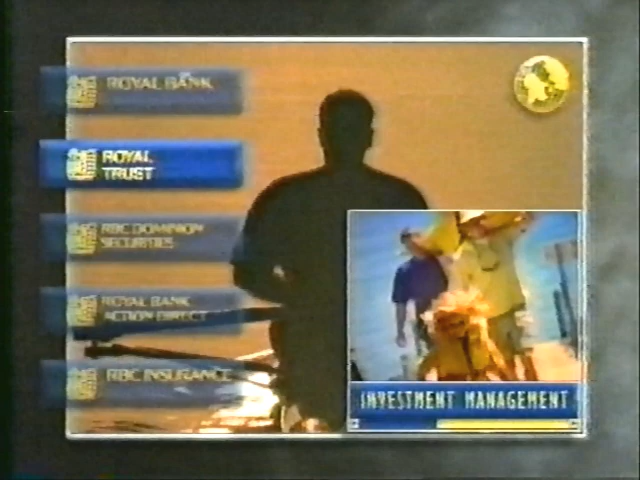 ROYAL BANK
ROYAL
TRUST
RBC DOMINION
SECURITIES
ROYAL BANK
ACTION DIRECT
RBC INSURANCE
INVESTMENT MANAGEMENT